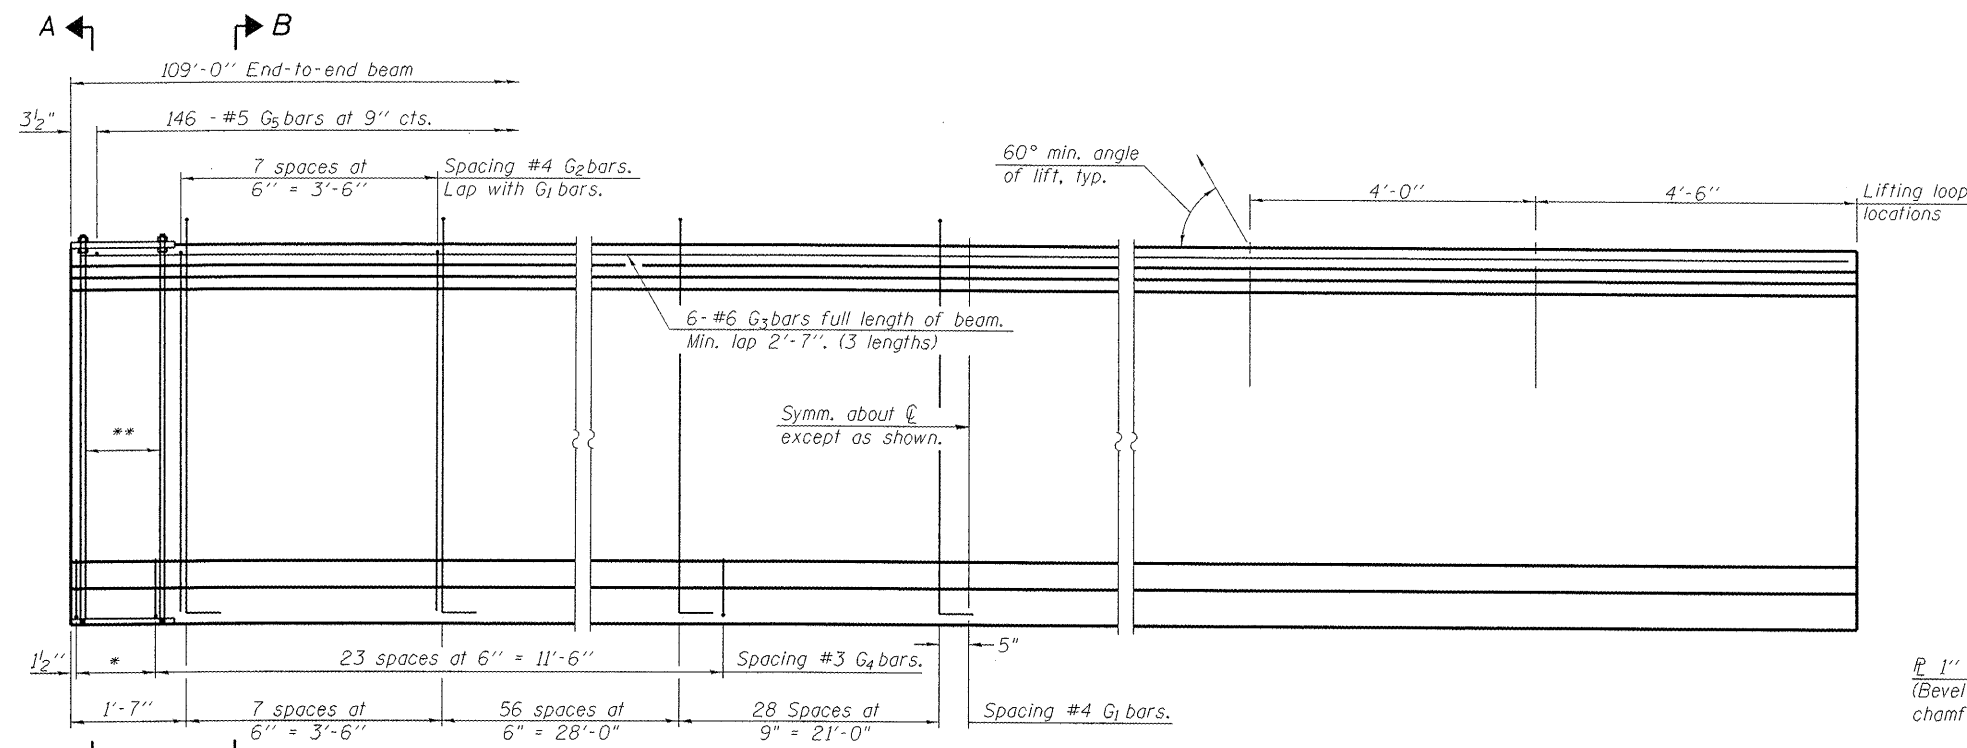 A B
109'-0" End-to-end beam
3½"
146 - #5 G5 bars at 9" cts.
7 spaces at
6" = 3'-6"
Spacing #4 G2 bars.
Lap with G1 bars.
60° min. angle
of lift, typ.
4'-0"
4'-6"
Lifting loop
locations
6-#6 G3 bars full length of beam.
Min. lap 2'-7". (3 lengths)
**
Symm. about ℄
except as shown.
5"
1½"
*
23 spaces at 6" = 11'-6"
Spacing #3 G4 bars.
1'-7"
7 spaces at
6" = 3'-6"
56 spaces at
6" = 28'-0"
28 Spaces at
9" = 21'-0"
Spacing #4 G1 bars.
℞ 1"
(Bevel
chamf